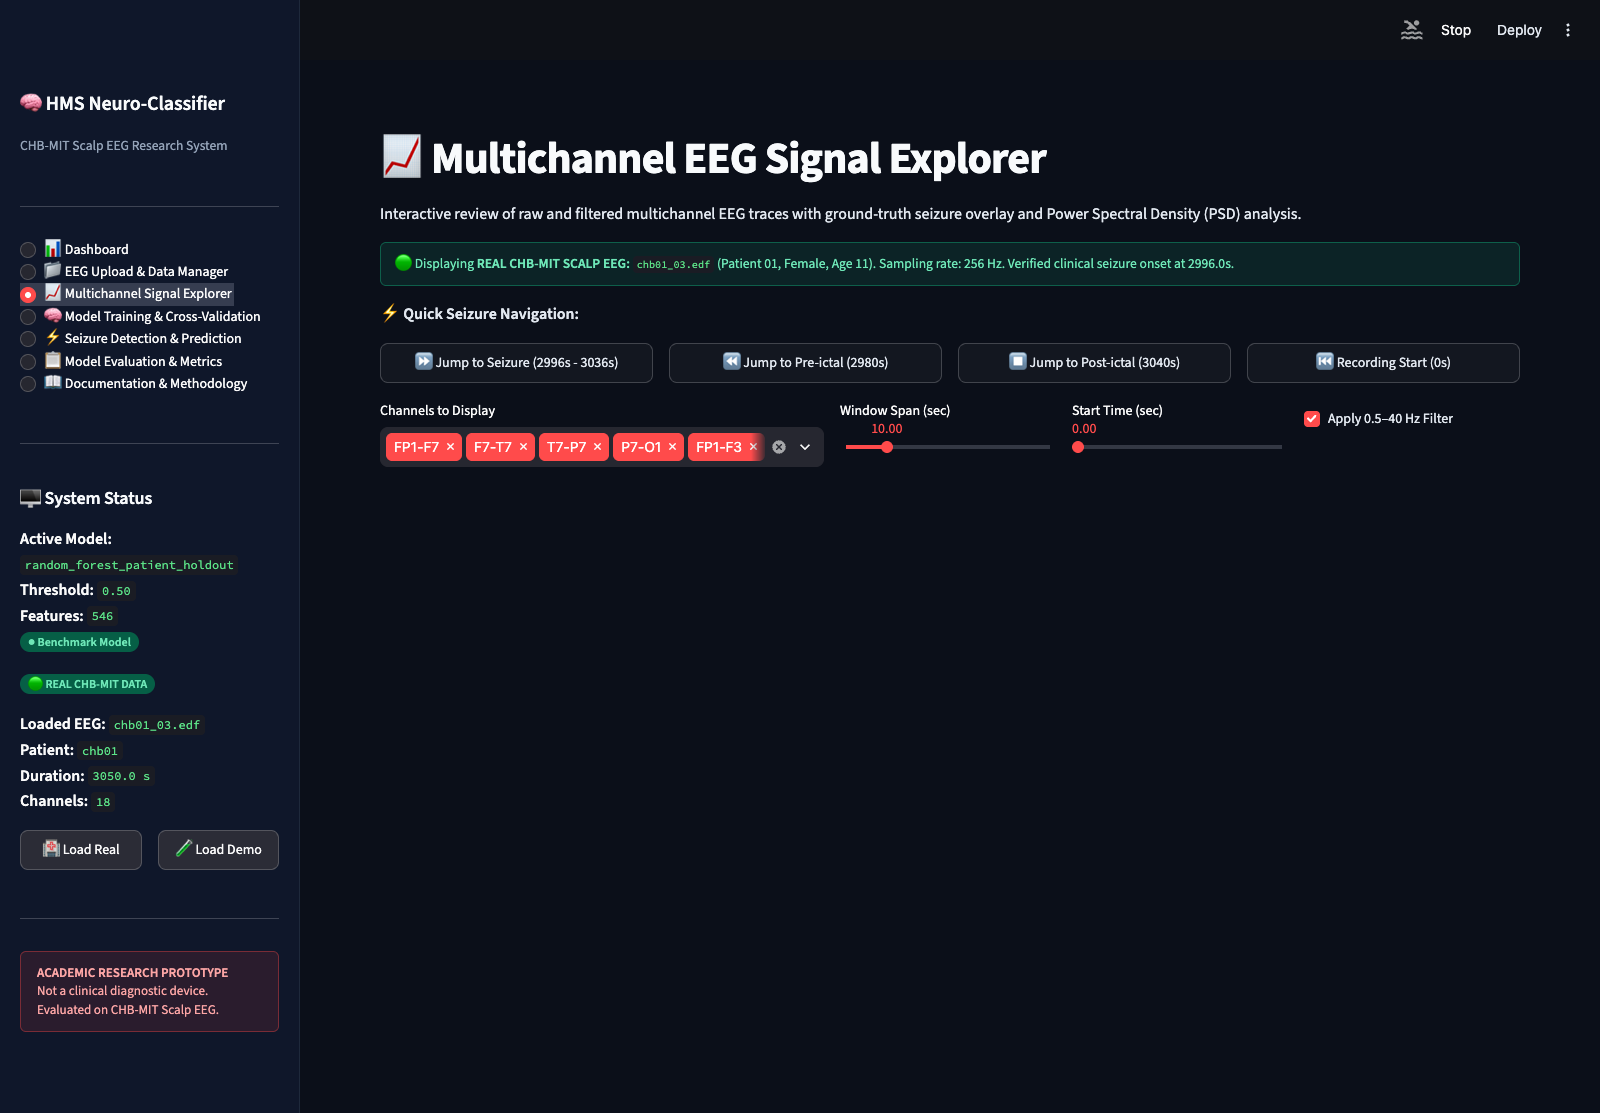 Stop
Deploy
HMS Neuro-Classifier
CHB-MIT Scalp EEG Research System
Dashboard
EEG Upload & Data Manager
Multichannel Signal Explorer
Model Training & Cross-Validation
Seizure Detection & Prediction
Model Evaluation & Metrics
Documentation & Methodology
System Status
Active Model:
random_forest_patient_holdout
Threshold: 0.50
Features: 546
Benchmark Model
REAL CHB-MIT DATA
Loaded EEG: chb01_03.edf
Patient: chb01
Duration: 3050.0 s
Channels: 18
Load Real
Load Demo
ACADEMIC RESEARCH PROTOTYPE
Not a clinical diagnostic device.
Evaluated on CHB-MIT Scalp EEG.
Multichannel EEG Signal Explorer
Interactive review of raw and filtered multichannel EEG traces with ground-truth seizure overlay and Power Spectral Density (PSD) analysis.
Displaying REAL CHB-MIT SCALP EEG: chb01_03.edf (Patient 01, Female, Age 11). Sampling rate: 256 Hz. Verified clinical seizure onset at 2996.0s.
Quick Seizure Navigation:
Jump to Seizure (2996s - 3036s)
Jump to Pre-ictal (2980s)
Jump to Post-ictal (3040s)
Recording Start (0s)
Channels to Display
FP1-F7
F7-T7
T7-P7
P7-O1
FP1-F3
Window Span (sec)
10.00
Start Time (sec)
0.00
Apply 0.5–40 Hz Filter